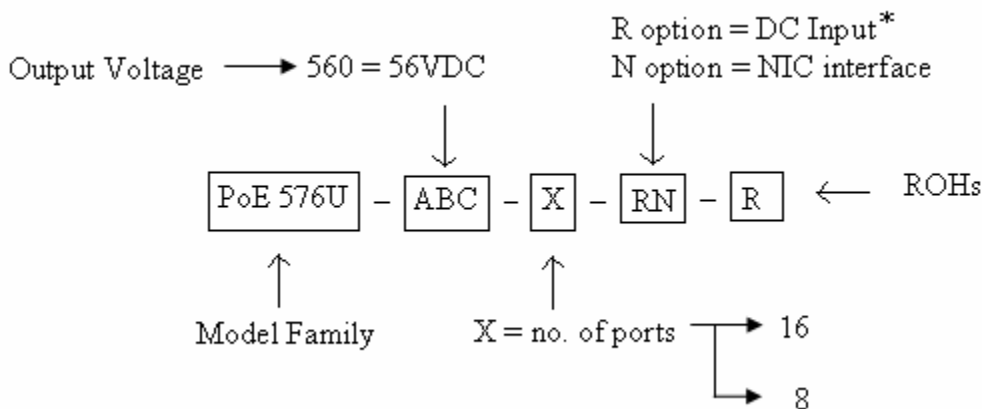 R option = DC Input*
Output Voltage 560 = 56VDC N option = NIC interface
PoE 576U - ABC - X - RN - R ROHs
Model Family X = no. of ports 16
8